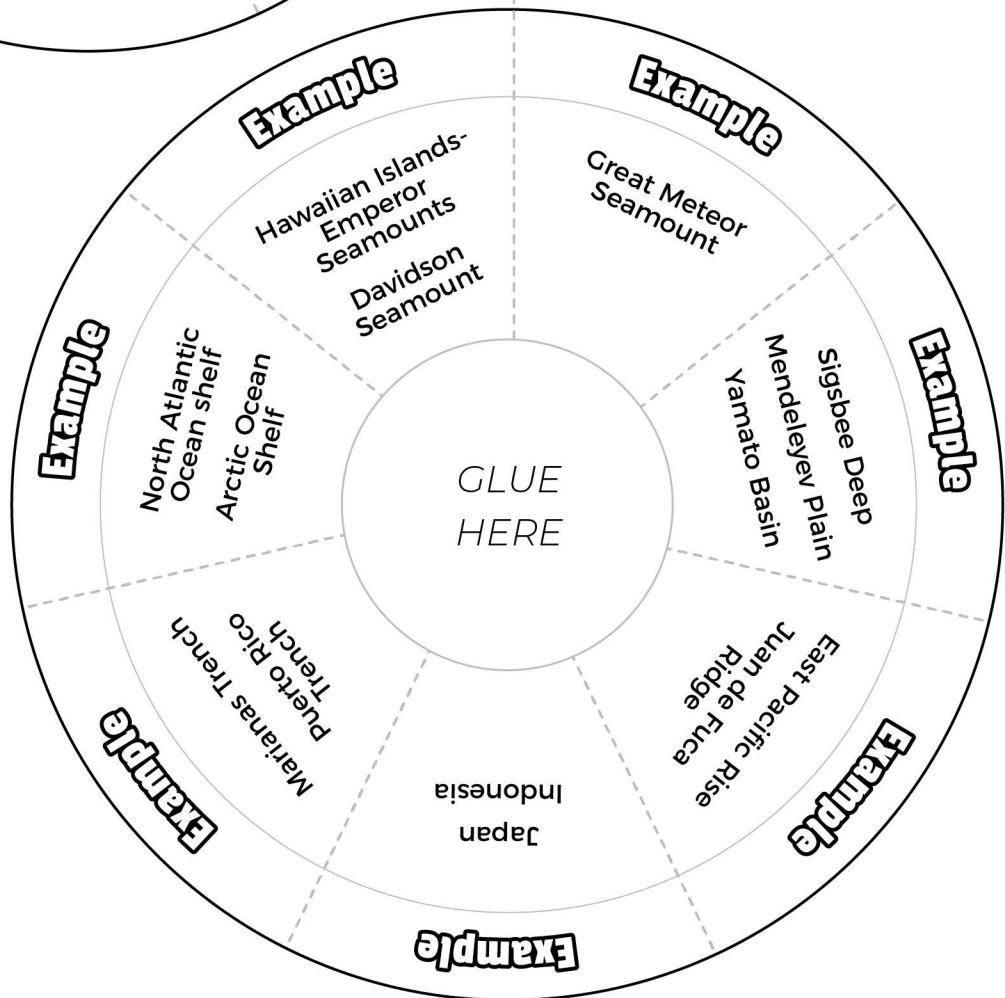 Example
Great Meteor
Seamount
Example
Sigsbee Deep
Mendeleyev Plain
Yamato Basin
Example
East Pacific Rise
Juan de Fuca
Ridge
Example
Japan
Indonesia
Example
Marianas Trench
Puerto Rico
Trench
Example
North Atlantic
Ocean shelf
Arctic Ocean
Shelf
Example
Hawaiian Islands-
Emperor
Seamounts
Davidson
Seamount
GLUE
HERE